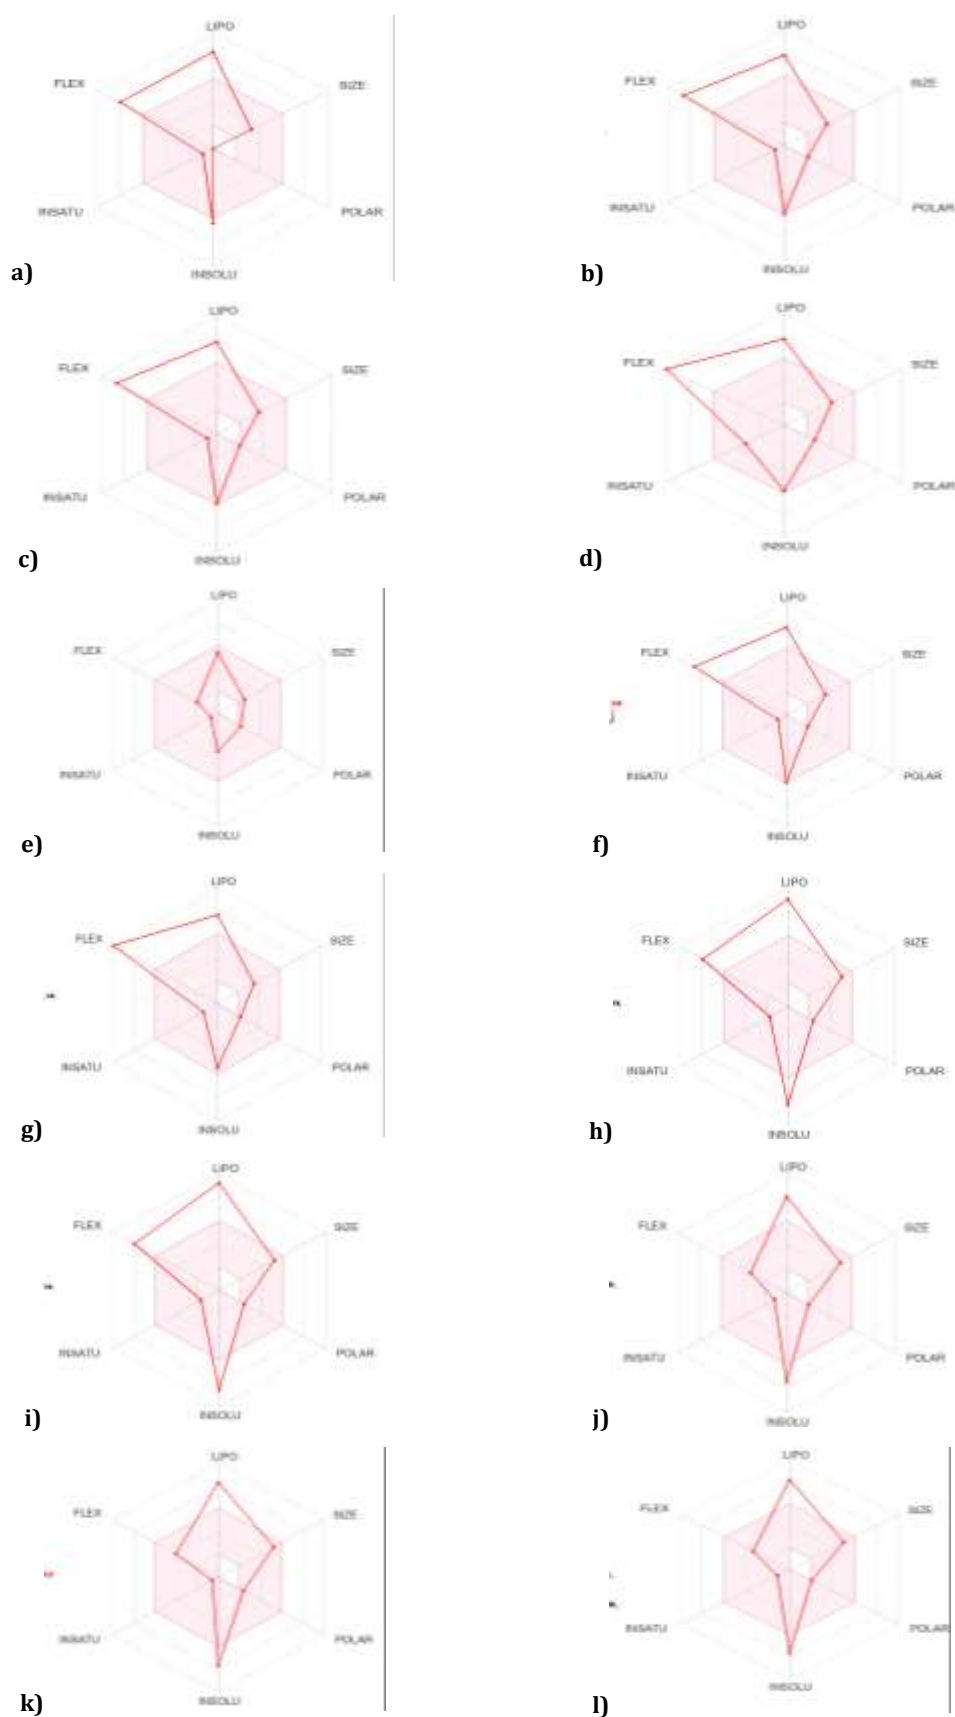 LIPO
FLEX SIZE
INSATU POLAR
INSOLU
a)
LIPO
FLEX SIZE
INSATU POLAR
INSOLU
b)
LIPO
FLEX SIZE
INSATU POLAR
INSOLU
c)
LIPO
FLEX SIZE
INSATU POLAR
INSOLU
d)
LIPO
FLEX SIZE
INSATU POLAR
INSOLU
e)
LIPO
FLEX SIZE
INSATU POLAR
INSOLU
f)
LIPO
FLEX SIZE
INSATU POLAR
INSOLU
g)
LIPO
FLEX SIZE
INSATU POLAR
INSOLU
h)
LIPO
FLEX SIZE
INSATU POLAR
INSOLU
i)
LIPO
FLEX SIZE
INSATU POLAR
INSOLU
j)
LIPO
FLEX SIZE
INSATU POLAR
INSOLU
k)
LIPO
FLEX SIZE
INSATU POLAR
INSOLU
l)